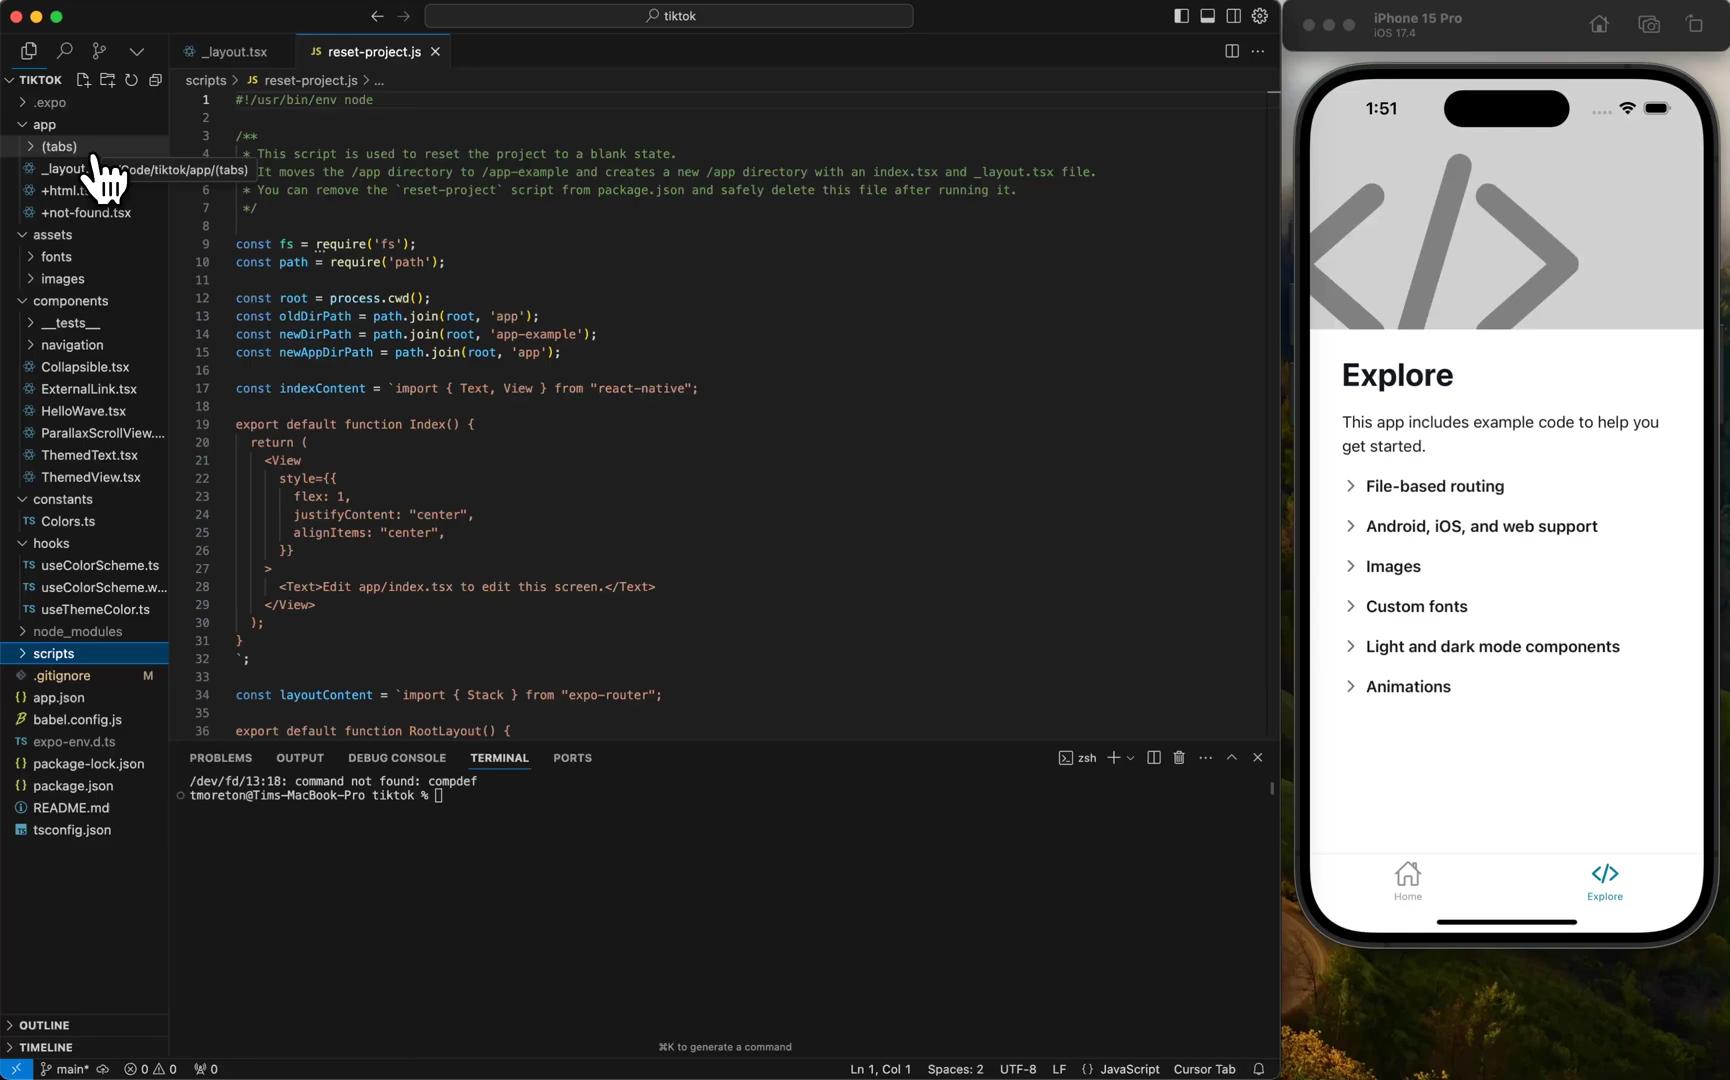 tiktok
_layout.tsx
JS reset-project.js
TIKTOK
scripts > JS reset-project.js > ...
.expo
app
(tabs)
_layout
Code/tiktok/app/(tabs)
+html.t
+not-found.tsx
assets
fonts
images
components
__tests__
navigation
Collapsible.tsx
ExternalLink.tsx
HelloWave.tsx
ParallaxScrollView....
ThemedText.tsx
ThemedView.tsx
constants
TS Colors.ts
hooks
TS useColorScheme.ts
TS useColorScheme.w...
TS useThemeColor.ts
node_modules
scripts
.gitignore M
{} app.json
babel.config.js
TS expo-env.d.ts
{} package-lock.json
{} package.json
README.md
TS tsconfig.json
OUTLINE
TIMELINE
1 #!/usr/bin/env node
2
3 /**
4 * This script is used to reset the project to a blank state.
It moves the /app directory to /app-example and creates a new /app directory with an index.tsx and _layout.tsx file.
6 * You can remove the `reset-project` script from package.json and safely delete this file after running it.
7 */
8
9 const fs = require('fs');
10 const path = require('path');
11
12 const root = process.cwd();
13 const oldDirPath = path.join(root, 'app');
14 const newDirPath = path.join(root, 'app-example');
15 const newAppDirPath = path.join(root, 'app');
16
17 const indexContent = `import { Text, View } from "react-native";
18
19 export default function Index() {
20 return (
21 <View
22 style={{
23 flex: 1,
24 justifyContent: "center",
25 alignItems: "center",
26 }}
27 >
28 <Text>Edit app/index.tsx to edit this screen.</Text>
29 </View>
30 );
31 }
32 `;
33
34 const layoutContent = `import { Stack } from "expo-router";
35
36 export default function RootLayout() {
PROBLEMS OUTPUT DEBUG CONSOLE TERMINAL PORTS
zsh
/dev/fd/13:18: command not found: compdef
tmoreton@Tims-MacBook-Pro tiktok %
⌘K to generate a command
main* 0 0 0
Ln 1, Col 1 Spaces: 2 UTF-8 LF {} JavaScript Cursor Tab
iPhone 15 Pro
iOS 17.4
1:51
Explore
This app includes example code to help you
get started.
File-based routing
Android, iOS, and web support
Images
Custom fonts
Light and dark mode components
Animations
Home
Explore